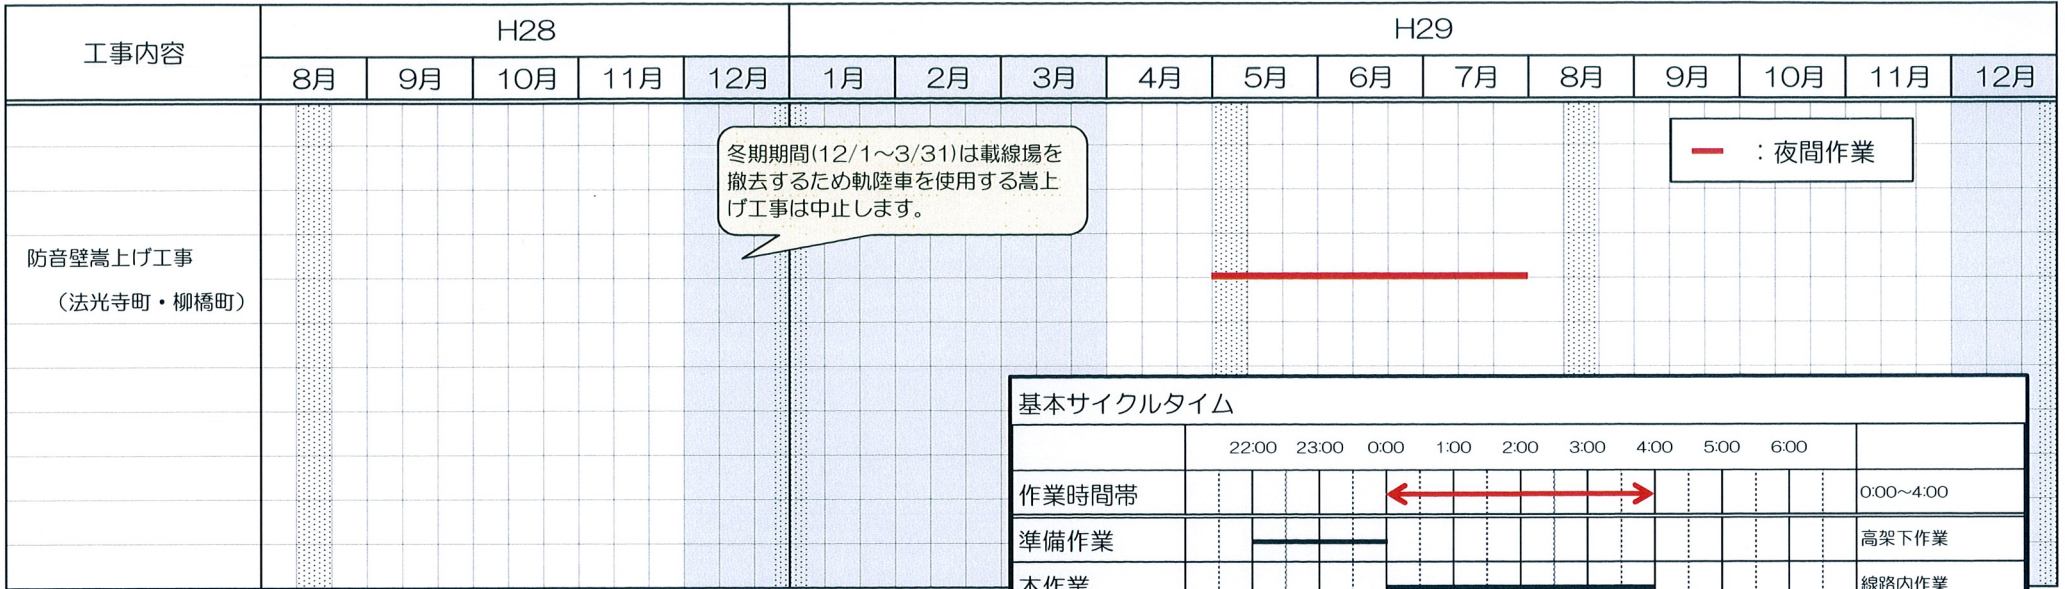 工事内容
H28
H29
8月 9月 10月 11月 12月 1月 2月 3月 4月 5月 6月 7月 8月 9月 10月 11月 12月
冬期期間(12/1～3/31)は載線場を
撤去するため軌陸車を使用する嵩上
げ工事は中止します。
：夜間作業
防音壁嵩上げ工事
（法光寺町・柳橋町）
基本サイクルタイム
22:00 23:00 0:00 1:00 2:00 3:00 4:00 5:00 6:00
作業時間帯 0:00～4:00
準備作業 高架下作業
本作業 線路内作業